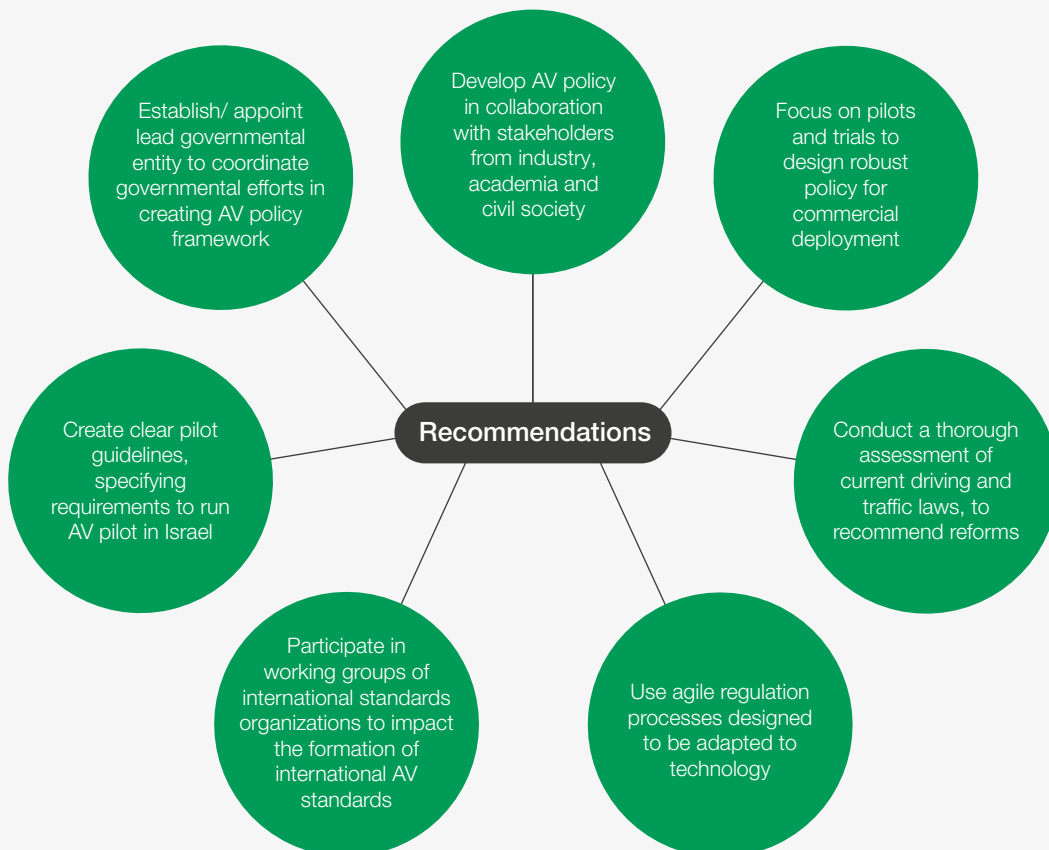 Establish/ appoint
lead governmental
entity to coordinate
governmental efforts in
creating AV policy
framework
Develop AV policy
in collaboration
with stakeholders
from industry,
academia and
civil society
Focus on pilots
and trials to
design robust
policy for
commercial
deployment
Create clear pilot
guidelines,
specifying
requirements to run
AV pilot in Israel
Recommendations
Conduct a thorough
assessment of
current driving and
traffic laws, to
recommend reforms
Participate in
working groups of
international standards
organizations to impact
the formation of
international AV
standards
Use agile regulation
processes designed
to be adapted to
technology